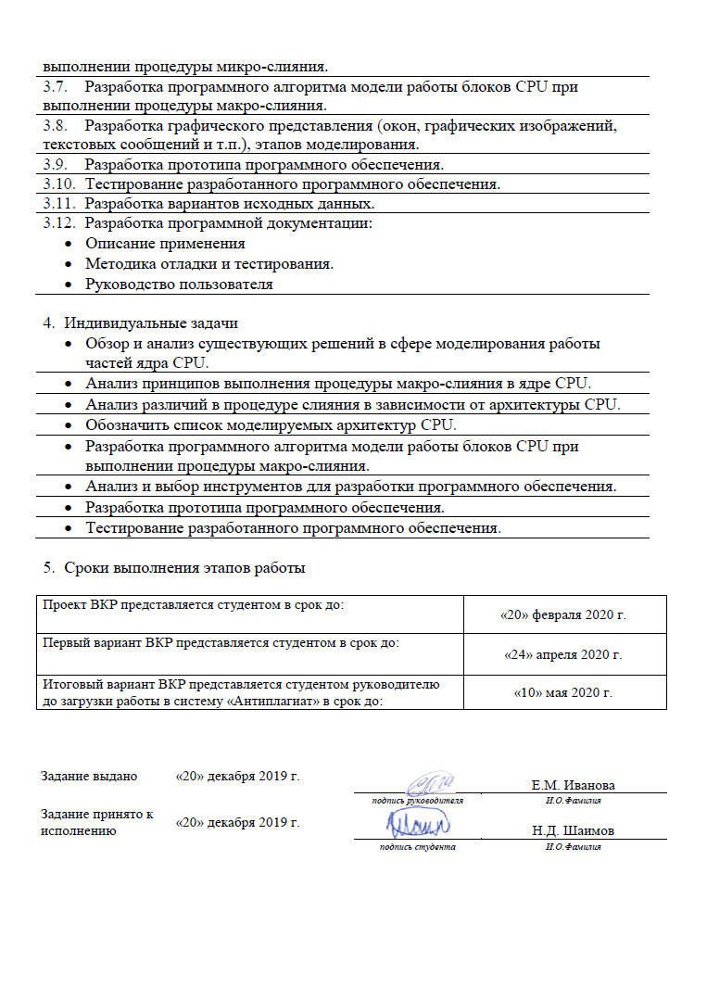 выполнении процедуры микро-слияния.
3.7. Разработка программного алгоритма модели работы блоков CPU при
выполнении процедуры макро-слияния.
3.8. Разработка графического представления (окон, графических изображений,
текстовых сообщений и т.п.), этапов моделирования.
3.9. Разработка прототипа программного обеспечения.
3.10. Тестирование разработанного программного обеспечения.
3.11. Разработка вариантов исходных данных.
3.12. Разработка программной документации:
• Описание применения
• Методика отладки и тестирования.
• Руководство пользователя
4. Индивидуальные задачи
• Обзор и анализ существующих решений в сфере моделирования работы
частей ядра CPU.
• Анализ принципов выполнения процедуры макро-слияния в ядре CPU.
• Анализ различий в процедуре слияния в зависимости от архитектуры CPU.
• Обозначить список моделируемых архитектур CPU.
• Разработка программного алгоритма модели работы блоков CPU при
выполнении процедуры макро-слияния.
• Анализ и выбор инструментов для разработки программного обеспечения.
• Разработка прототипа программного обеспечения.
• Тестирование разработанного программного обеспечения.
5. Сроки выполнения этапов работы
Проект ВКР представляется студентом в срок до:
«20» февраля 2020 г.
Первый вариант ВКР представляется студентом в срок до:
«24» апреля 2020 г.
Итоговый вариант ВКР представляется студентом руководителю
до загрузки работы в систему «Антиплагиат» в срок до:
«10» мая 2020 г.
Задание выдано «20» декабря 2019 г.
Е.М. Иванова
подпись руководителя И.О.Фамилия
Задание принято к
исполнению «20» декабря 2019 г.
Н.Д. Шаимов
подпись студента И.О.Фамилия